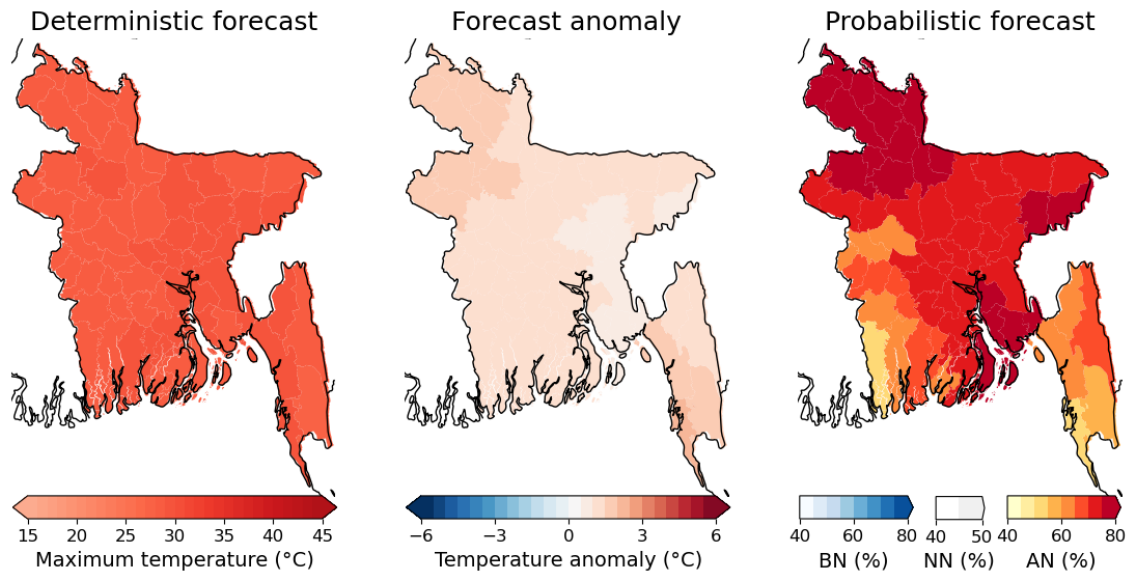 Deterministic forecast
Forecast anomaly
Probabilistic forecast
15 20 25 30 35 40 45
Maximum temperature (°C)
−6 −3 0 3 6
Temperature anomaly (°C)
40 60 80
BN (%)
40 50
NN (%)
40 60 80
AN (%)